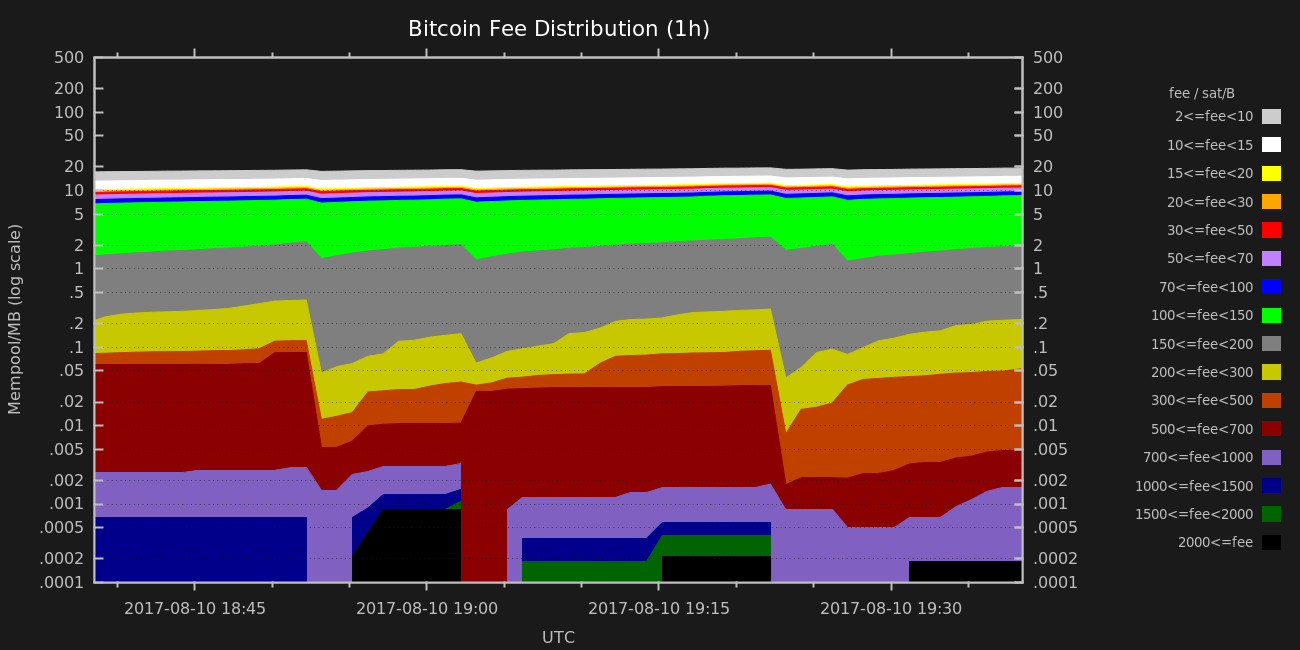 Bitcoin Fee Distribution (1h)
Mempool/MB (log scale)
500
200
100
50
20
10
5
2
1
.5
.2
.1
.05
.02
.01
.005
.002
.001
.0005
.0002
.0001
500
200
100
50
20
10
5
2
1
.5
.2
.1
.05
.02
.01
.005
.002
.001
.0005
.0002
.0001
2017-08-10 18:45
2017-08-10 19:00
2017-08-10 19:15
2017-08-10 19:30
UTC
fee / sat/B
2<=fee<10
10<=fee<15
15<=fee<20
20<=fee<30
30<=fee<50
50<=fee<70
70<=fee<100
100<=fee<150
150<=fee<200
200<=fee<300
300<=fee<500
500<=fee<700
700<=fee<1000
1000<=fee<1500
1500<=fee<2000
2000<=fee